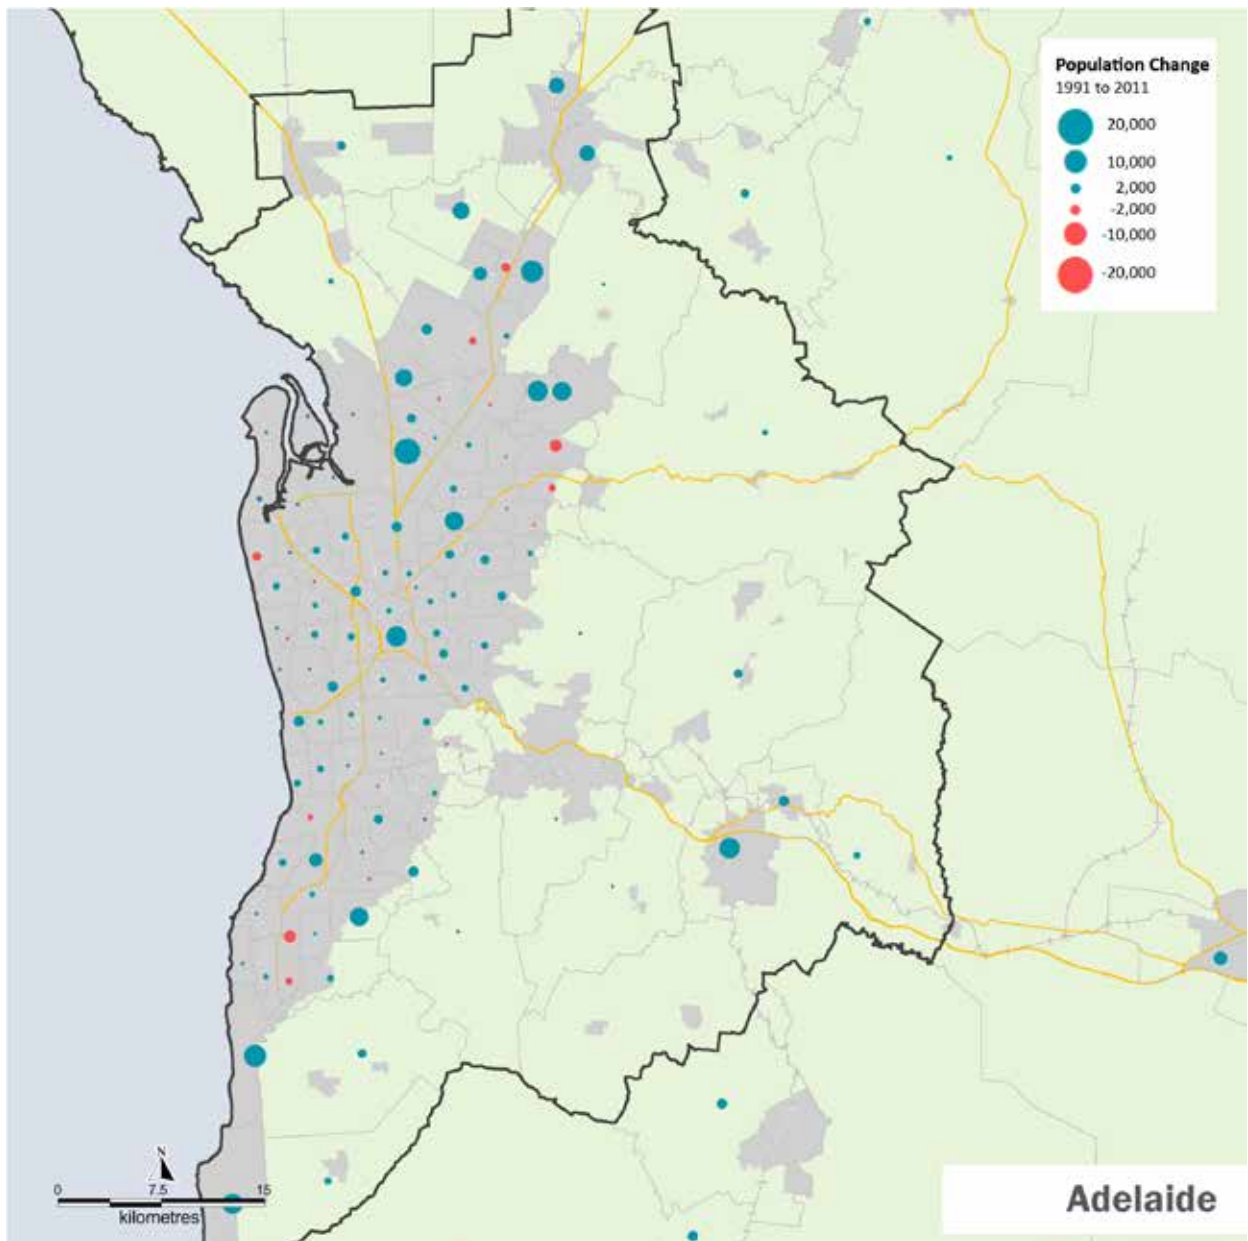 Population Change
1991 to 2011
20,000
10,000
2,000
-2,000
-10,000
-20,000
N
0 7.5 15
kilometres
Adelaide